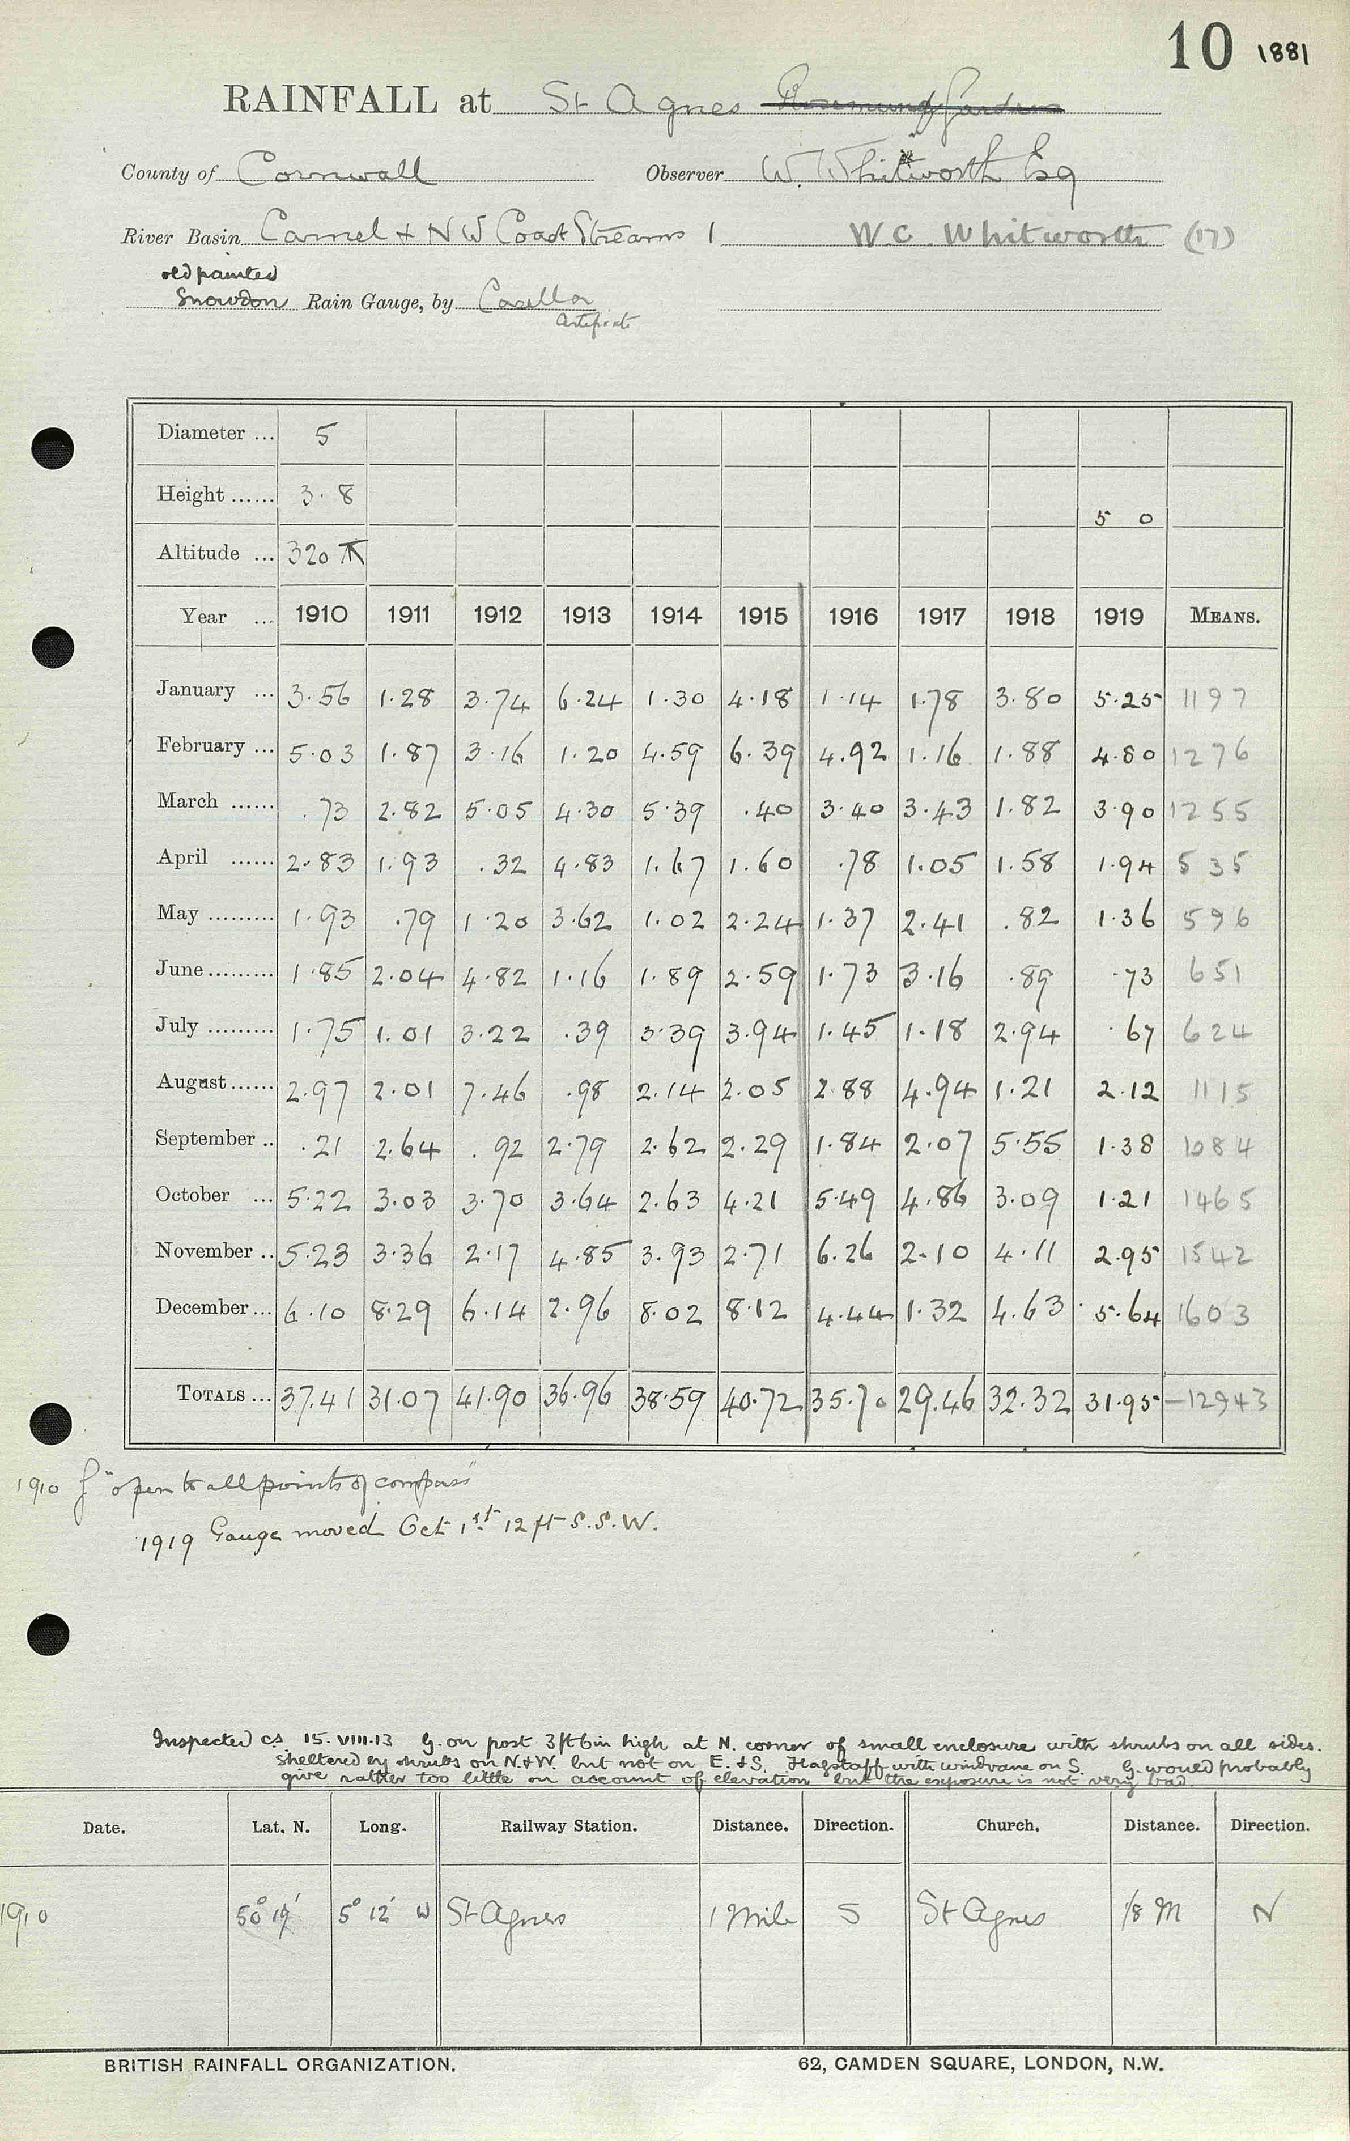 10 1881
RAINFALL at St Agnes
County of Cornwall Observer W. Whitworth Esq
River Basin Camel & NW Coast Streams 1 W C Whitworth (17)
old painted
Snowdon Rain Gauge, by Casella
Diameter ... 5
Height ...... 3. 8 5 0
Altitude ... 320
Year ... 1910 1911 1912 1913 1914 1915 1916 1917 1918 1919 MEANS.
January ... 3.56 1.28 3.74 6.24 1.30 4.18 1.14 1.78 3.80 5.25 1197
February ... 5.03 1.87 3.16 1.20 4.59 6.39 4.92 1.16 1.88 4.80 1276
March ...... .73 2.82 5.05 4.30 5.39 .40 3.40 3.43 1.82 3.90 1255
April ...... 2.83 1.93 .32 4.83 1.67 1.60 .78 1.05 1.58 1.94 535
May ......... 1.93 .79 1.20 3.62 1.02 2.24 1.37 2.41 .82 1.36 596
June ......... 1.85 2.04 4.82 1.16 1.89 2.59 1.73 3.16 .89 .73 651
July ......... 1.75 1.01 3.22 .39 3.39 3.94 1.45 1.18 2.94 .67 624
August ...... 2.97 2.01 7.46 .98 2.14 2.05 2.88 4.94 1.21 2.12 1115
September .. .21 2.64 .92 2.79 2.62 2.29 1.84 2.07 5.55 1.38 1084
October ... 5.22 3.03 3.70 3.64 2.63 4.21 5.49 4.86 3.09 1.21 1465
November .. 5.23 3.36 2.17 4.85 3.93 2.71 6.26 2.10 4.11 2.95 1542
December ... 6.10 8.29 6.14 2.96 8.02 8.12 4.44 1.32 4.63 5.64 1603
TOTALS ... 37.41 31.07 41.90 36.96 38.59 40.72 35.70 29.46 32.32 31.95 -12943
1910 G "open to all points of compass"
1919 Gauge moved Oct 1st 12 ft S.S.W.
Inspected CS 15.VIII.13 G. on post 3ft 6in high at N. corner of small enclosure with shrubs on all sides.
sheltered by shrubs on N & W. but not on E. & S. Flagstaff with windvane on S. G. would probably
give rather too little on account of elevation but the exposure is not very bad
Date. Lat. N. Long. Railway Station. Distance. Direction. Church. Distance. Direction.
1910 50° 19' 5° 12' W St Agnes 1 Mile S St Agnes 1/8 M N
BRITISH RAINFALL ORGANIZATION. 62, CAMDEN SQUARE, LONDON, N.W.